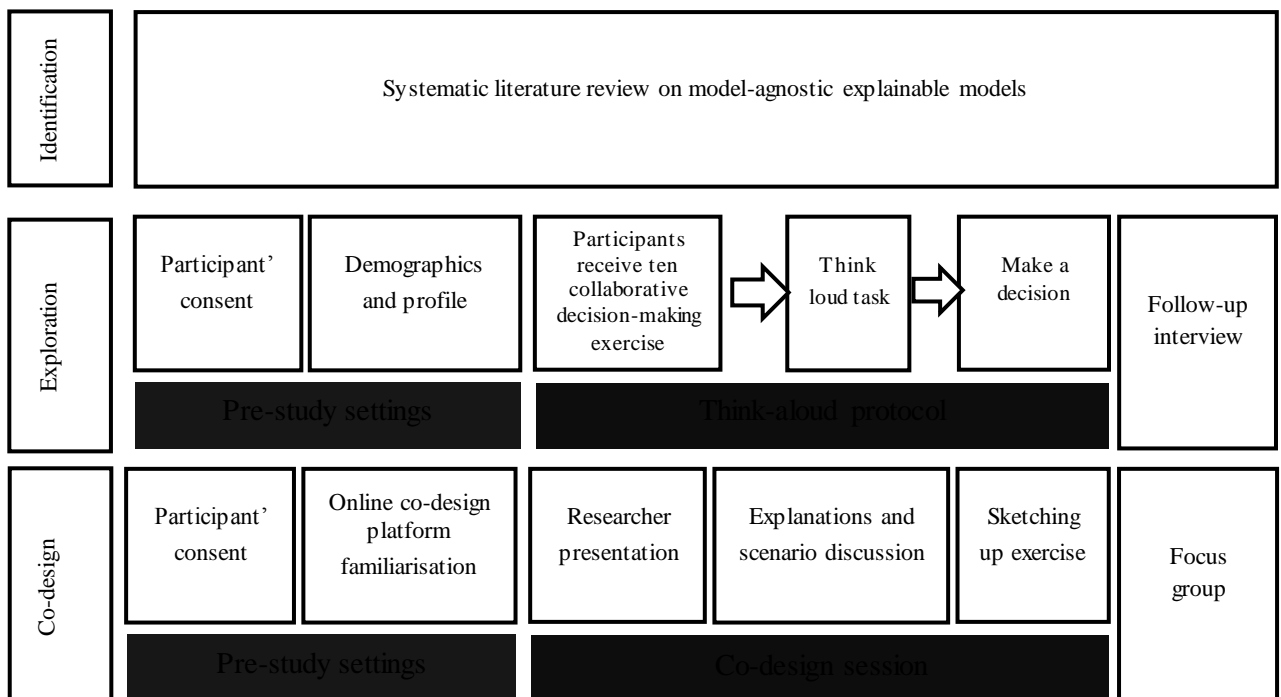 Identification
Systematic literature review on model-agnostic explainable models
Exploration
Participant’
consent
Demographics
and profile
Participants
receive ten
collaborative
decision-making
exercise
Think
loud task
Make a
decision
Follow-up
interview
Pre-study settings
Think-aloud protocol
Co-design
Participant’
consent
Online co-design
platform
familiarisation
Researcher
presentation
Explanations and
scenario discussion
Sketching
up exercise
Focus
group
Pre-study settings
Co-design session